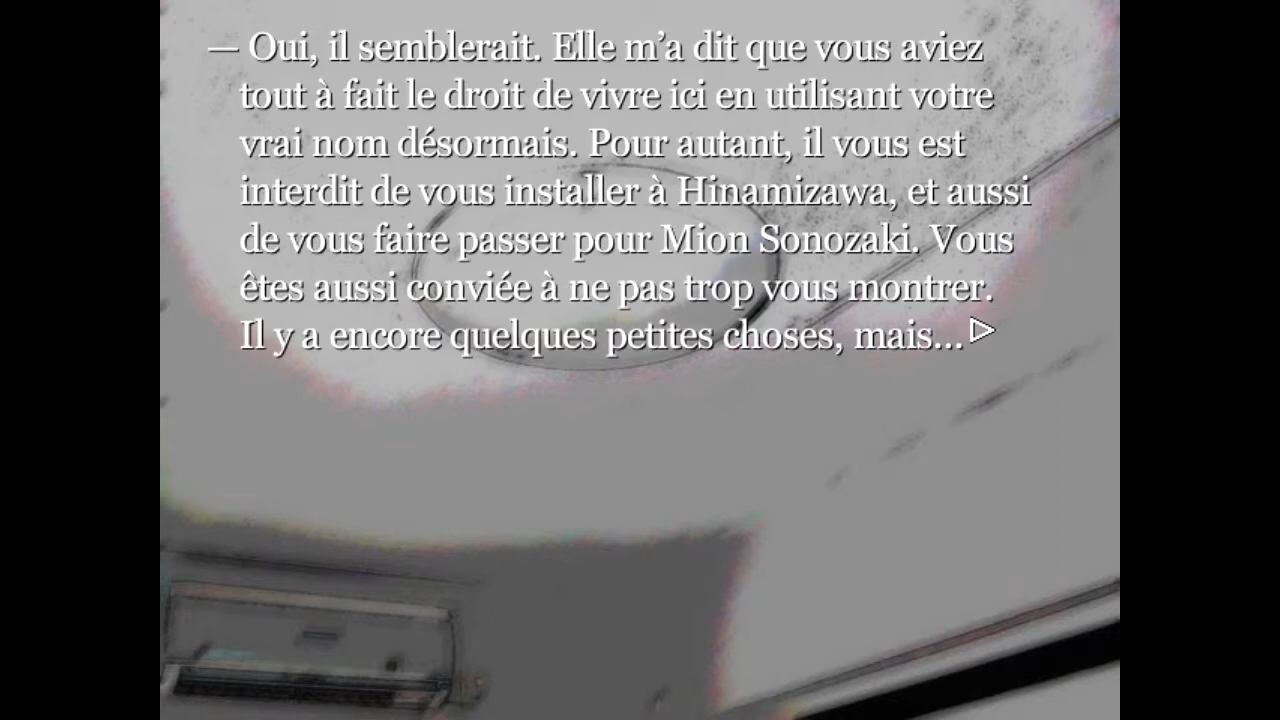 — Oui, il semblerait. Elle m’a dit que vous aviez
tout à fait le droit de vivre ici en utilisant votre
vrai nom désormais. Pour autant, il vous est
interdit de vous installer à Hinamizawa, et aussi
de vous faire passer pour Mion Sonozaki. Vous
êtes aussi conviée à ne pas trop vous montrer.
Il y a encore quelques petites choses, mais...